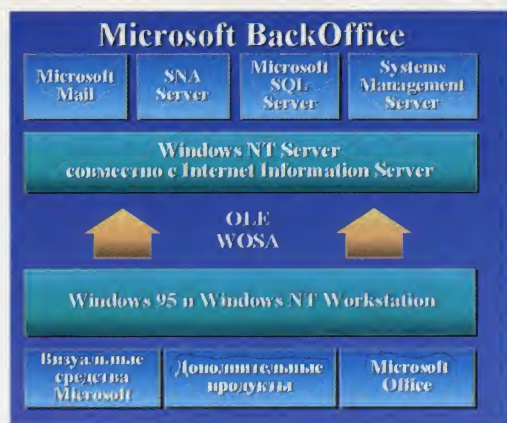 Microsoft BackOffice
Microsoft
Mail
SNA
Server
Microsoft
SQL
Server
Systems
Management
Server
Windows NT Server
совместно с Internet Information Server
OLE
WOSA
Windows 95 и Windows NT Workstation
Визуальные
средства
Microsoft
Дополнительные
продукты
Microsoft
Office